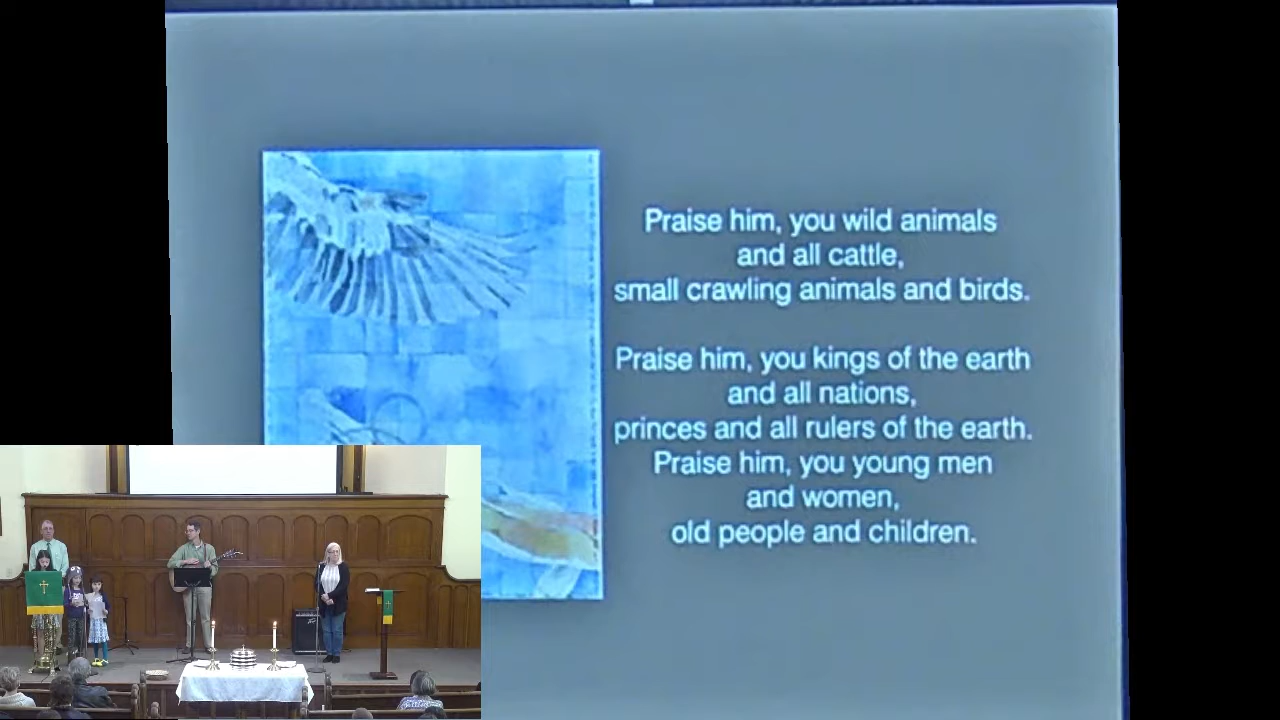 Praise him, you wild animals
and all cattle,
small crawling animals and birds.
Praise him, you kings of the earth
and all nations,
princes and all rulers of the earth.
Praise him, you young men
and women,
old people and children.